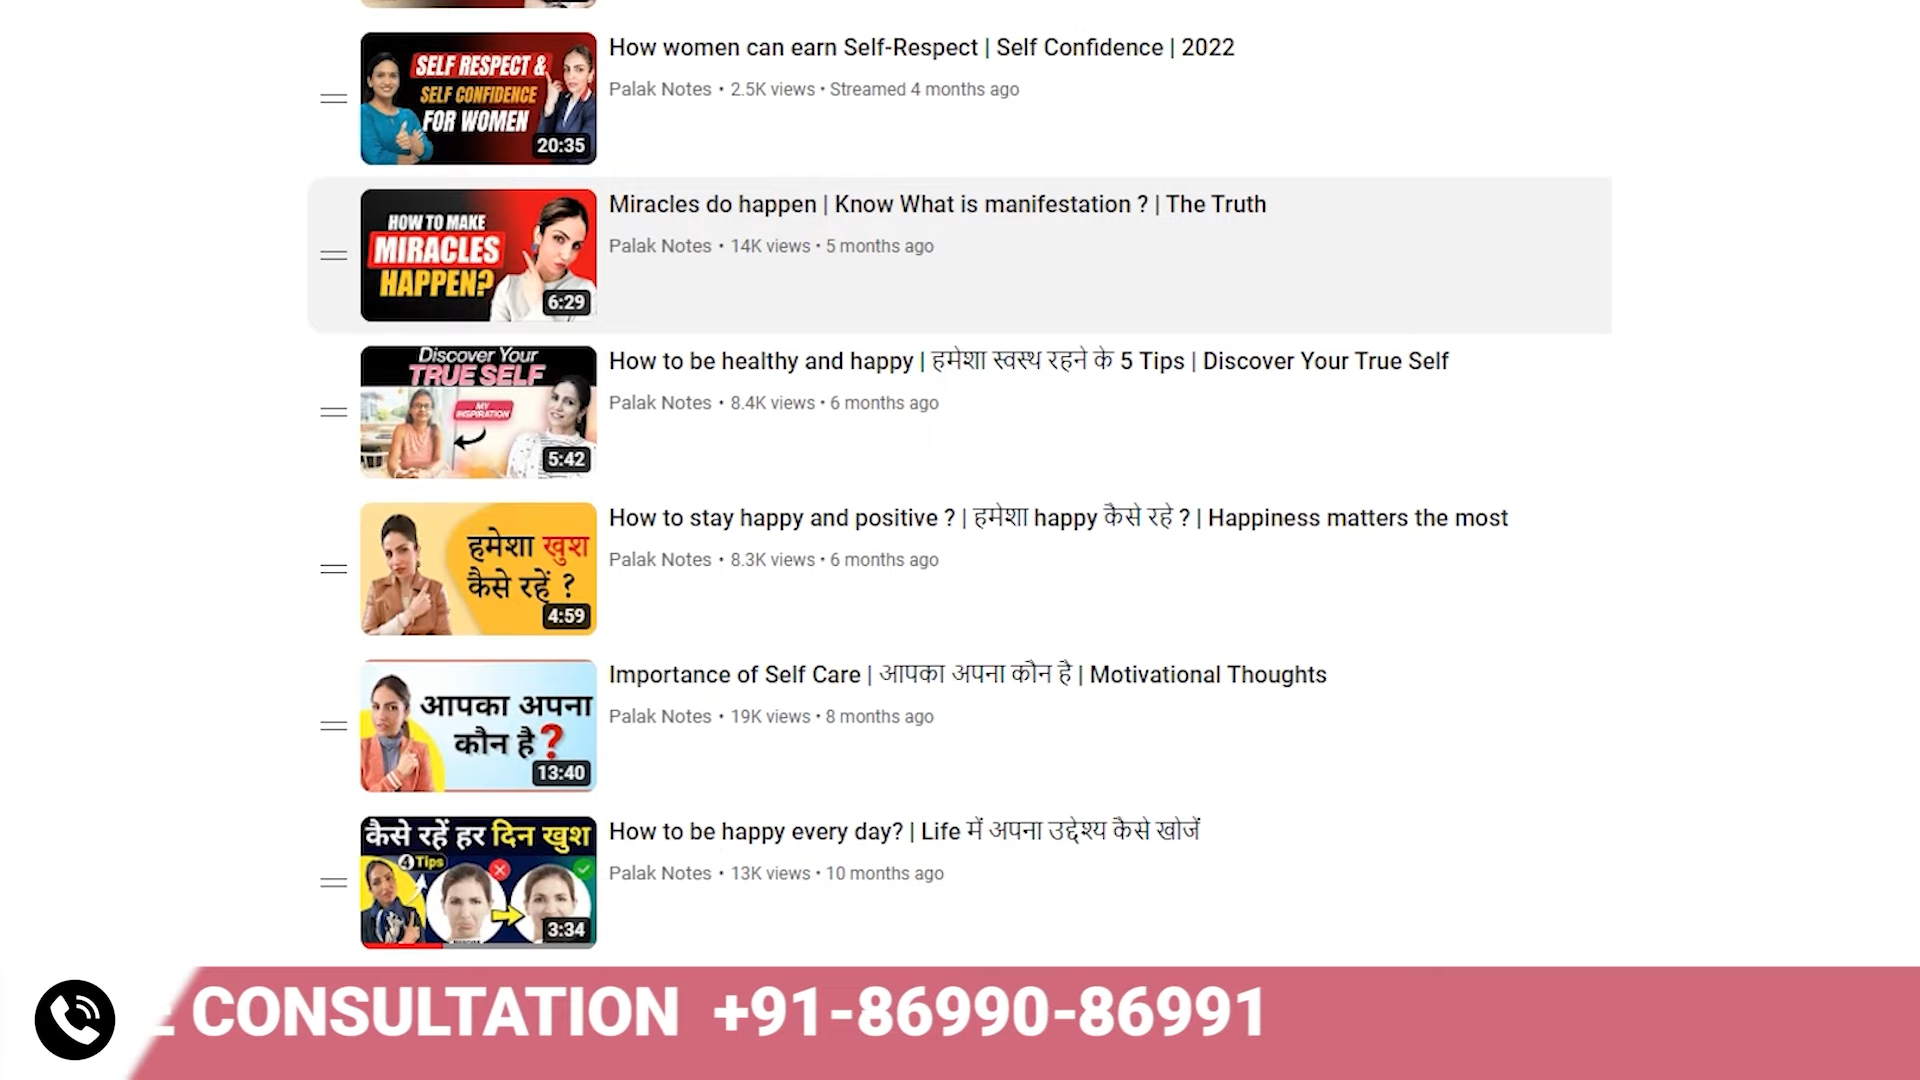 SELF RESPECT &
SELF CONFIDENCE
FOR WOMEN
20:35
How women can earn Self-Respect | Self Confidence | 2022
Palak Notes • 2.5K views • Streamed 4 months ago
HOW TO MAKE
MIRACLES
HAPPEN?
6:29
Miracles do happen | Know What is manifestation ? | The Truth
Palak Notes • 14K views • 5 months ago
Discover Your
TRUE SELF
MY
INSPIRATION
5:42
How to be healthy and happy | हमेशा स्वस्थ रहने के 5 Tips | Discover Your True Self
Palak Notes • 8.4K views • 6 months ago
हमेशा खुश
कैसे रहें ?
4:59
How to stay happy and positive ? | हमेशा happy कैसे रहे ? | Happiness matters the most
Palak Notes • 8.3K views • 6 months ago
आपका अपना
कौन है?
13:40
Importance of Self Care | आपका अपना कौन है | Motivational Thoughts
Palak Notes • 19K views • 8 months ago
कैसे रहें हर दिन खुश
4 Tips
3:34
How to be happy every day? | Life में अपना उद्देश्य कैसे खोजें
Palak Notes • 13K views • 10 months ago
E CONSULTATION +91-86990-86991